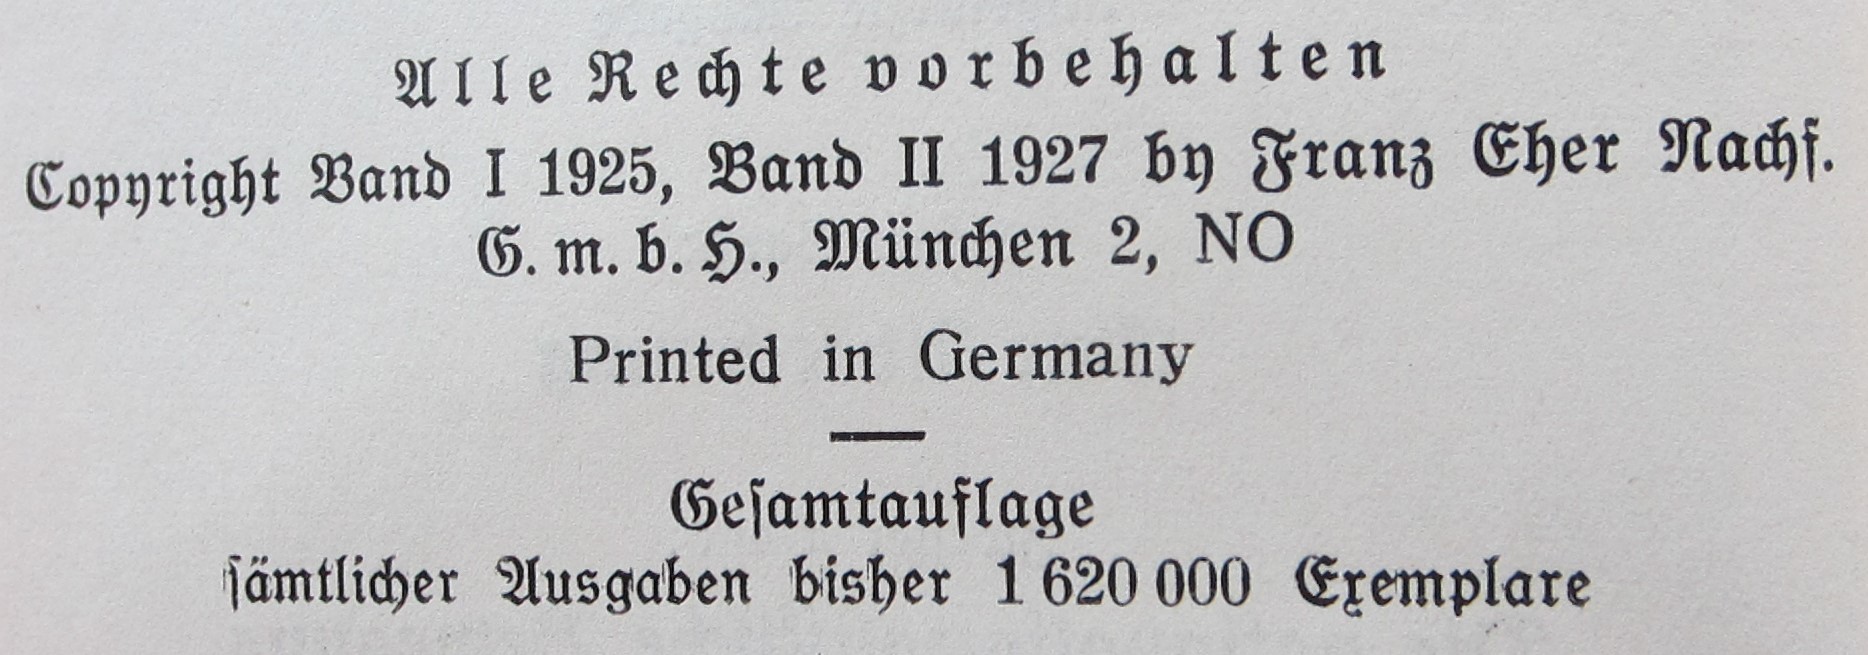 Alle Rechte vorbehalten
Copyright Band I 1925, Band II 1927 by Franz Eher Nachf.
G. m. b. H., München 2, NO
Printed in Germany
Geſamtauflage
ſämtlicher Ausgaben bisher 1 620 000 Exemplare